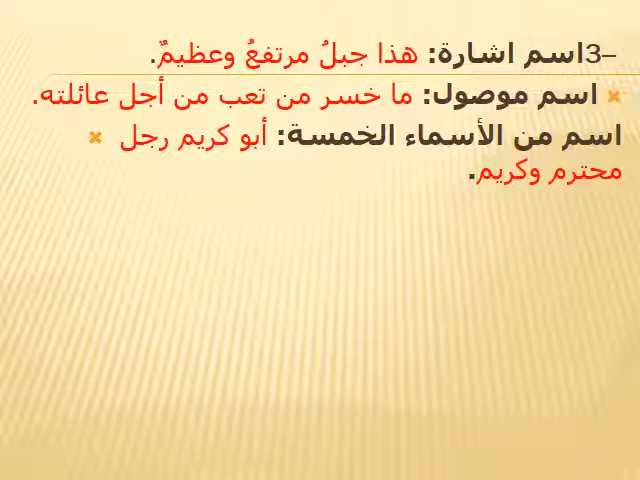 3– اسم اشارة: هذا جبلُ مرتفعُ وعظيمٌ.
اسم موصول: ما خسر من تعب من أجل عائلته.
اسم من الأسماء الخمسة: أبو كريم رجل
محترم وكريم.